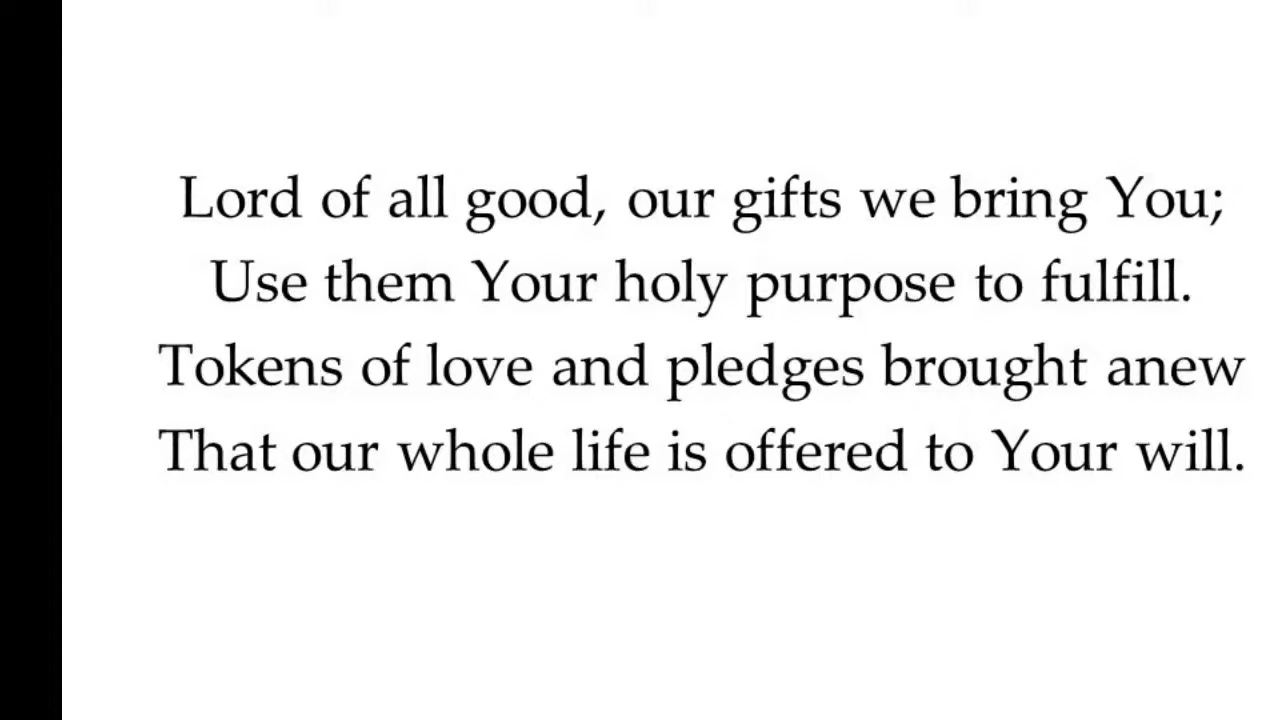 Lord of all good, our gifts we bring You;
Use them Your holy purpose to fulfill.
Tokens of love and pledges brought anew
That our whole life is offered to Your will.